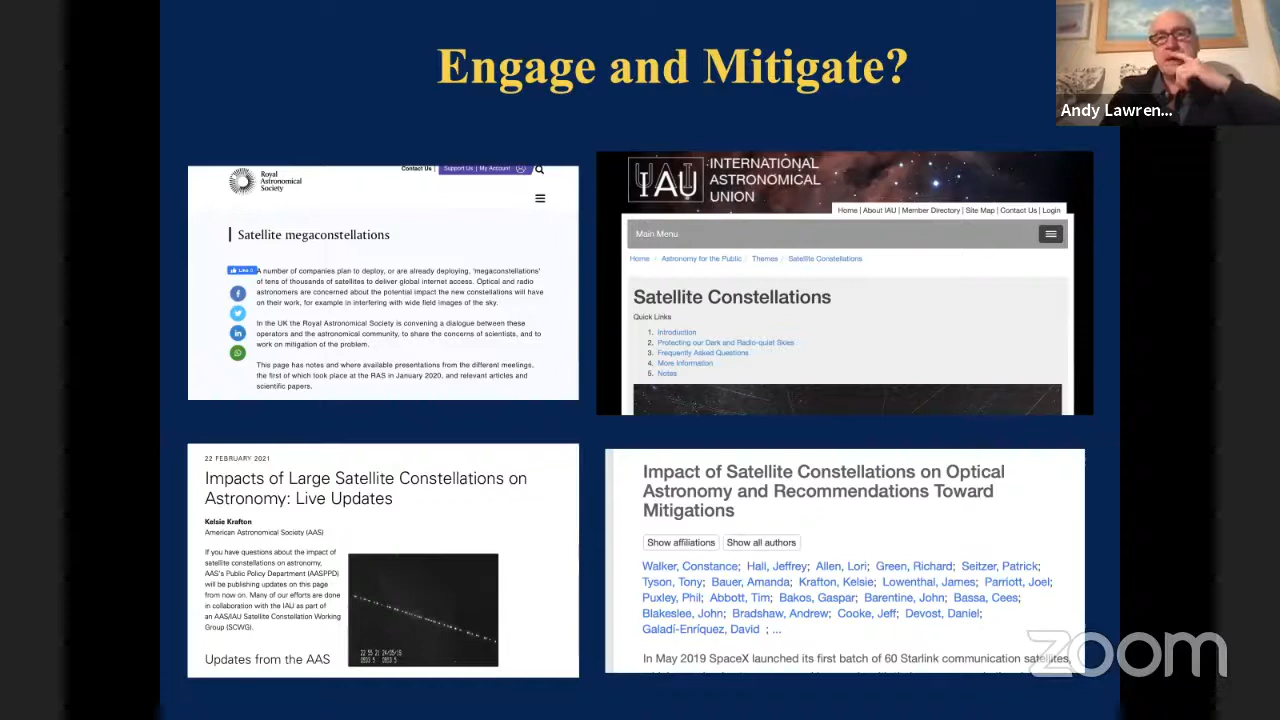 Engage and Mitigate?
Andy Lawren...
Contact Us |
Support Us | My Account
Royal
Astronomical
Society
Satellite megaconstellations
Like 0
A number of companies plan to deploy, or are already deploying, 'megaconstellations'
of tens of thousands of satellites to deliver global internet access. Optical and radio
astronomers are concerned about the potential impact the new constellations will have
on their work, for example in interfering with wide field images of the sky.
In the UK the Royal Astronomical Society is convening a dialogue between these
operators and the astronomical community, to share the concerns of scientists, and to
work on mitigation of the problem.
This page has notes and where available presentations from the different meetings,
the first of which took place at the RAS in January 2020, and relevant articles and
scientific papers.
IAU
INTERNATIONAL
ASTRONOMICAL
UNION
Home | About IAU | Member Directory | Site Map | Contact Us | Login
Main Menu
Home / Astronomy for the Public / Themes / Satellite Constellations
Satellite Constellations
Quick Links
1. Introduction
2. Protecting our Dark and Radio-quiet Skies
3. Frequently Asked Questions
4. More Information
5. Notes
22 FEBRUARY 2021
Impacts of Large Satellite Constellations on
Astronomy: Live Updates
Kelsie Krafton
American Astronomical Society (AAS)
If you have questions about the impact of
satellite constellations on astronomy,
AAS's Public Policy Department (AASPPD)
will be publishing updates on this page
from now on. Many of our efforts are done
in collaboration with the IAU as part of
an AAS/IAU Satellite Constellation Working
Group (SCWG).
Updates from the AAS
Impact of Satellite Constellations on Optical
Astronomy and Recommendations Toward
Mitigations
Show affiliations
Show all authors
Walker, Constance; Hall, Jeffrey; Allen, Lori; Green, Richard; Seitzer, Patrick;
Tyson, Tony; Bauer, Amanda; Krafton, Kelsie; Lowenthal, James; Parriott, Joel;
Puxley, Phil; Abbott, Tim; Bakos, Gaspar; Barentine, John; Bassa, Cees;
Blakeslee, John; Bradshaw, Andrew; Cooke, Jeff; Devost, Daniel;
Galadí-Enríquez, David ; ...
In May 2019 SpaceX launched its first batch of 60 Starlink communication satellites,
zoom